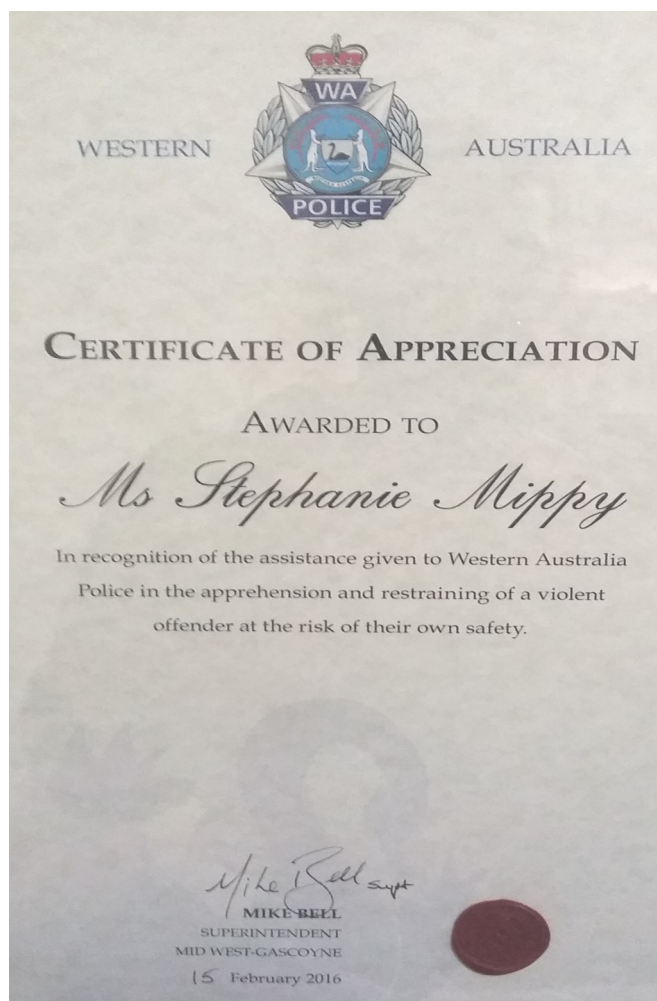 WA
WESTERN AUSTRALIA
POLICE
CERTIFICATE OF APPRECIATION
AWARDED TO
Ms Stephanie Mippy
In recognition of the assistance given to Western Australia
Police in the apprehension and restraining of a violent
offender at the risk of their own safety.
Mike Bell Supt
MIKE BELL
SUPERINTENDENT
MID WEST-GASCOYNE
15 February 2016